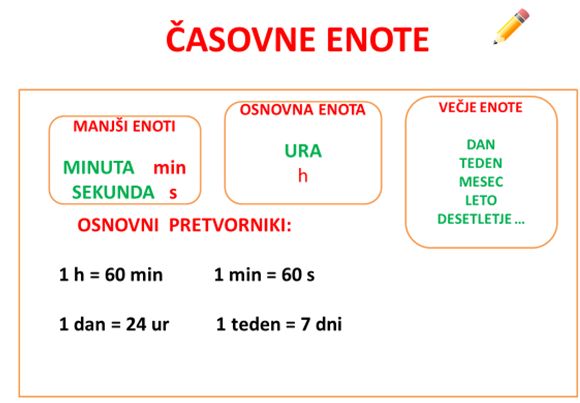 ČASOVNE ENOTE
MANJŠI ENOTI
MINUTA min
SEKUNDA s
OSNOVNA ENOTA
URA
h
VEČJE ENOTE
DAN
TEDEN
MESEC
LETO
DESETLETJE ...
OSNOVNI PRETVORNIKI:
1 h = 60 min 1 min = 60 s
1 dan = 24 ur 1 teden = 7 dni